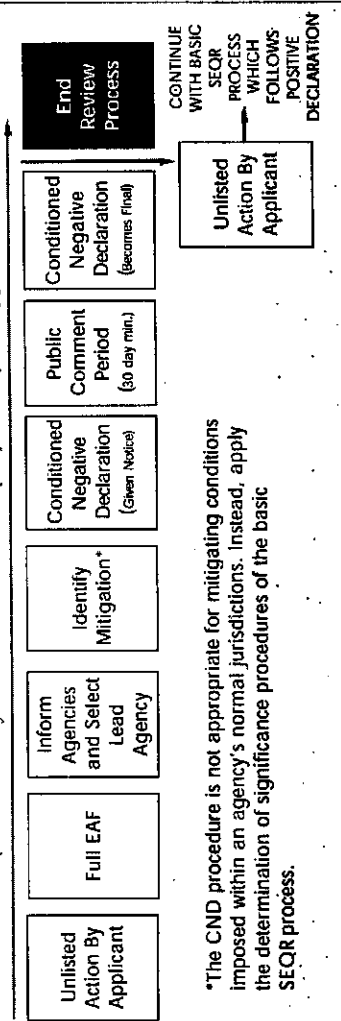 Unlisted
Action By
Applicant
Full EAF
Inform
Agencies
and Select
Lead
Agency
Identify
Mitigation*
Conditioned
Negative
Declaration
(Given Notice)
Public
Comment
Period
(30 day min.)
Conditioned
Negative
Declaration
(Becomes Final)
End
Review
Process
Unlisted
Action By
Applicant
CONTINUE
WITH BASIC
SEQR
PROCESS
WHICH
FOLLOWS
POSITIVE
DECLARATION
*The CND procedure is not appropriate for mitigating conditions
imposed within an agency's normal jurisdictions. Instead, apply
the determination of significance procedures of the basic
SEQR process.